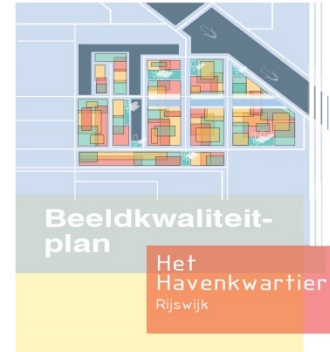 Beeldkwaliteit-
plan
Het
Havenkwartier
Rijswijk